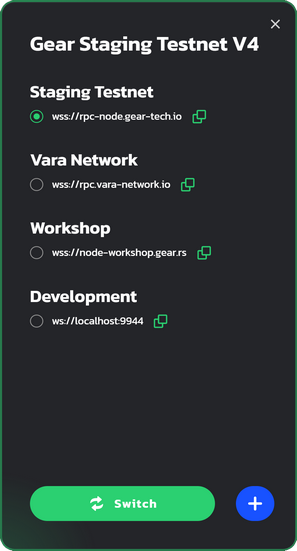 Gear Staging Testnet V4
Staging Testnet
wss://rpc-node.gear-tech.io
Vara Network
wss://rpc.vara-network.io
Workshop
wss://node-workshop.gear.rs
Development
ws://localhost:9944
Switch